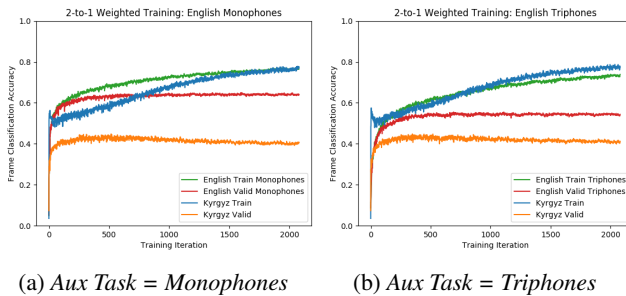 2-to-1 Weighted Training: English Monophones
1.0
0.8
0.6
0.4
0.2
0.0
Frame Classification Accuracy
English Train Monophones
English Valid Monophones
Kyrgyz Train
Kyrgyz Valid
0
500
1000
1500
2000
Training Iteration
(a) Aux Task = Monophones
2-to-1 Weighted Training: English Triphones
1.0
0.8
0.6
0.4
0.2
0.0
Frame Classification Accuracy
English Train Triphones
English Valid Triphones
Kyrgyz Train
Kyrgyz Valid
0
500
1000
1500
2000
Training Iteration
(b) Aux Task = Triphones